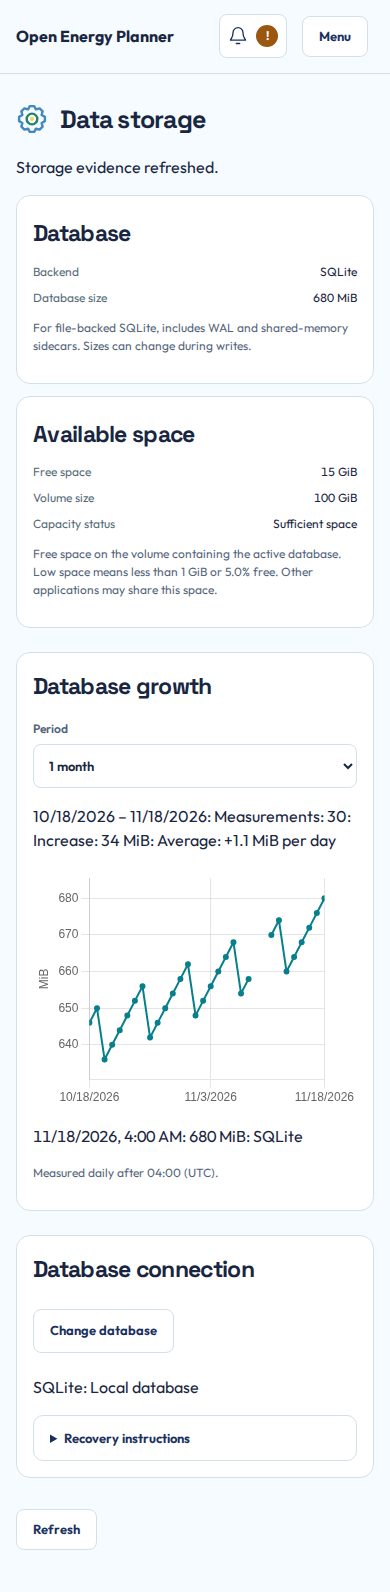 Open Energy Planner
!
Menu
Data storage
Storage evidence refreshed.
Database
Backend SQLite
Database size 680 MiB
For file-backed SQLite, includes WAL and shared-memory
sidecars. Sizes can change during writes.
Available space
Free space 15 GiB
Volume size 100 GiB
Capacity status Sufficient space
Free space on the volume containing the active database.
Low space means less than 1 GiB or 5.0% free. Other
applications may share this space.
Database growth
Period
1 month
10/18/2026 – 11/18/2026: Measurements: 30:
Increase: 34 MiB: Average: +1.1 MiB per day
680
670
MiB
660
650
640
10/18/2026 11/3/2026 11/18/2026
11/18/2026, 4:00 AM: 680 MiB: SQLite
Measured daily after 04:00 (UTC).
Database connection
Change database
SQLite: Local database
Recovery instructions
Refresh